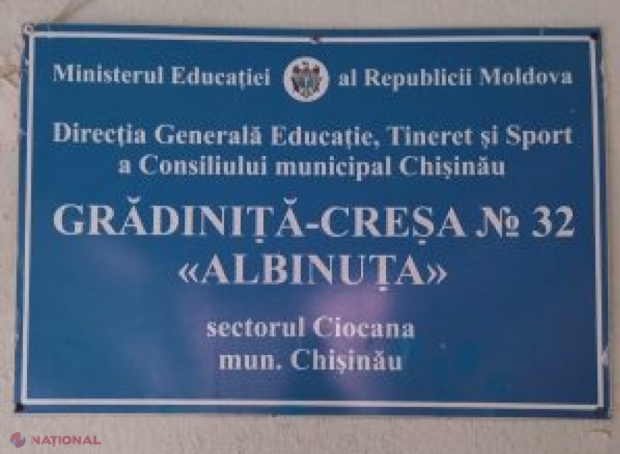 Ministerul Educației al Republicii Moldova
Direcția Generală Educație, Tineret și Sport
a Consiliului municipal Chișinău
GRĂDINIȚĂ-CREȘA № 32
«ALBINUȚA»
sectorul Ciocana
mun. Chișinău
NAȚIONAL